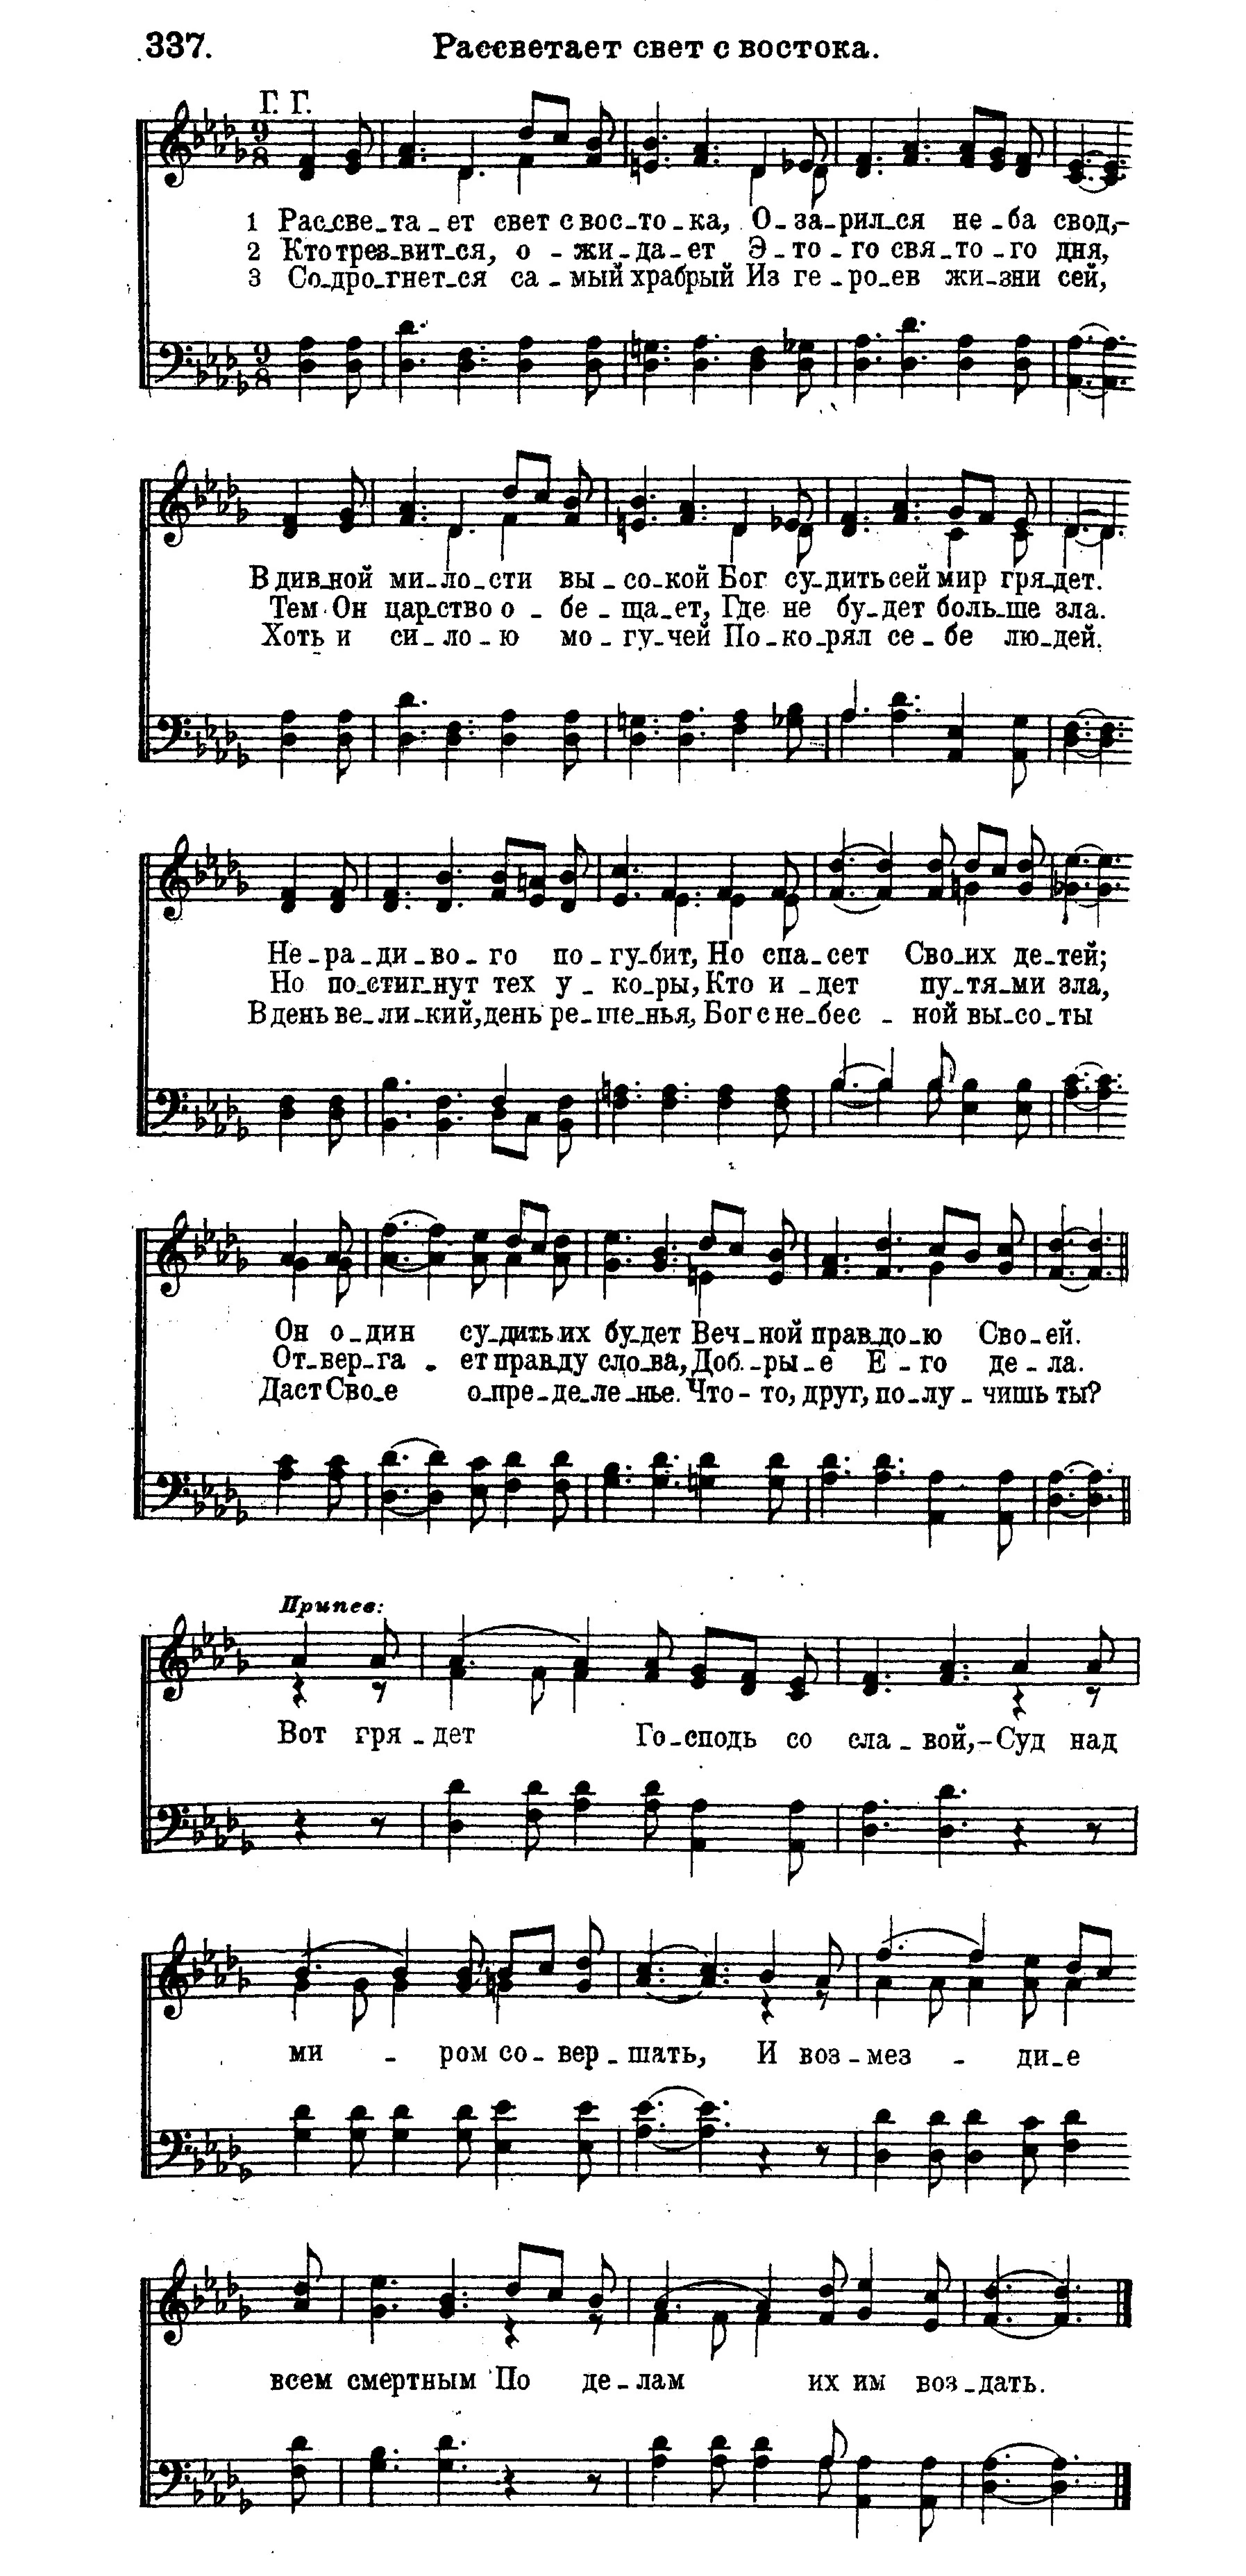 337.
Рассветает свет с востока.
Г. Г.
1 Рас-све-та-ет свет с вос-то-ка, О-за-рил-ся не-ба свод,-
2 Кто трез-вит-ся, о-жи-да-ет Э-то-го свя-то-го дня,
3 Со-дро-гнет-ся са-мый храбрый Из ге-ро-ев жи-зни сей,
В див-ной ми-ло-сти вы-со-кой Бог су-дить сей мир гря-дет.
Тем Он цар-ство о-бе-ща-ет, Где не бу-дет боль-ше зла.
Хоть и си-ло-ю мо-гу-чей По-ко-рял се-бе лю-дей.
Не-ра-ди-во-го по-гу-бит, Но спа-сет Сво-их де-тей;
Но по-стиг-нут тех у-ко-ры, Кто и-дет пу-тя-ми зла,
В день ве-ли-кий, день ре-ше-нья, Бог с не-бес-ной вы-со-ты
Он о-дин су-дить их бу-дет Веч-ной прав-до-ю Сво-ей.
От-вер-га-ет правду сло-ва, Доб-ры-е Е-го де-ла.
Даст Сво-е о-пре-де-ле-нье. Что-то, друг, по-лу-чишь ты?
Припев:
Вот гря-дет Го-сподь со сла-вой,-Суд над
ми-ром со-вер-шать, И воз-мез-ди-е
всем смертным По де-лам их им воз-дать.